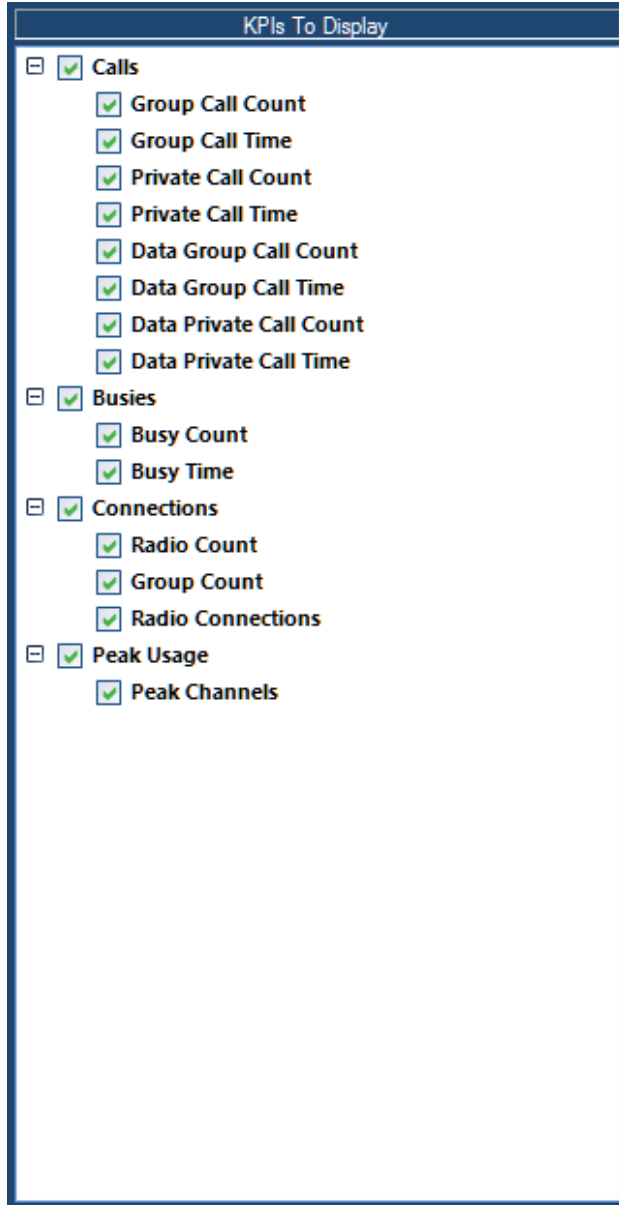 KPIs To Display
Calls
Group Call Count
Group Call Time
Private Call Count
Private Call Time
Data Group Call Count
Data Group Call Time
Data Private Call Count
Data Private Call Time
Busies
Busy Count
Busy Time
Connections
Radio Count
Group Count
Radio Connections
Peak Usage
Peak Channels